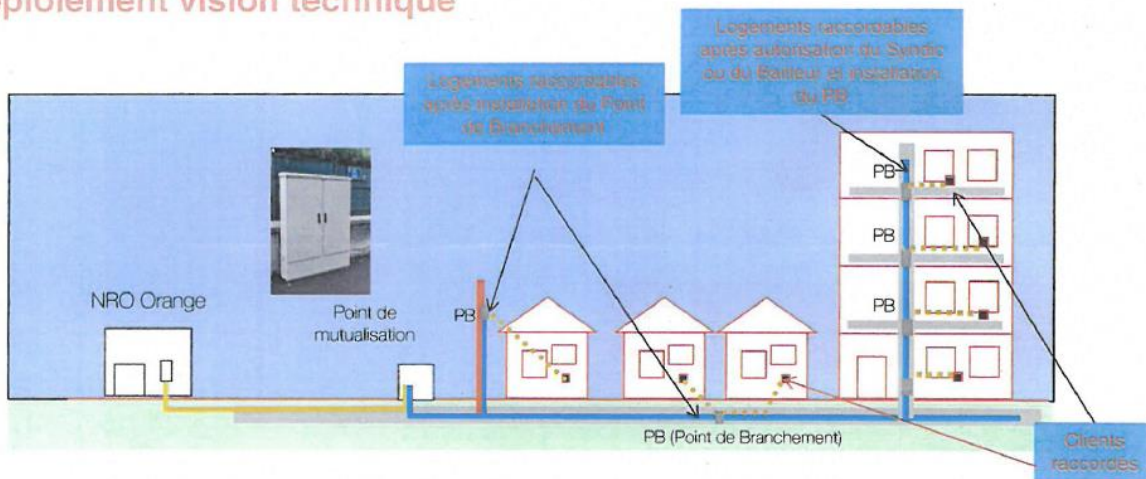 ploiement vision technique
Logements raccordables
après autorisation du Syndic
ou du Bailleur et installation
du PB
Logements raccordables
après installation du Point
de Branchement
PB
PB
PB
NRO Orange
Point de
mutualisation
PB
PB (Point de Branchement)
Clients
raccordés